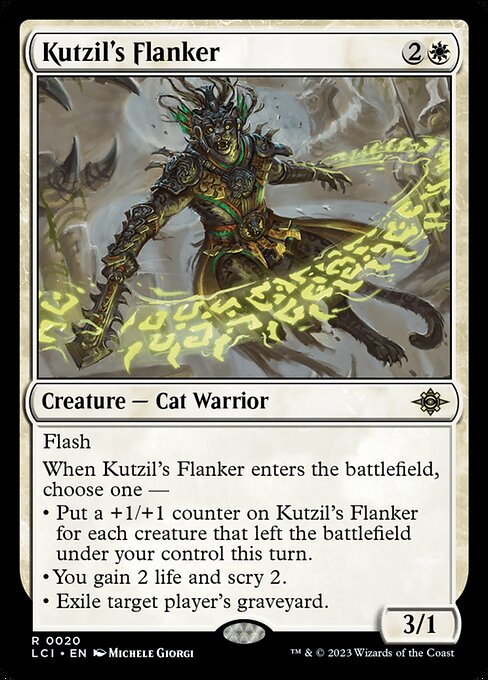 Kutzil's Flanker 2
Creature — Cat Warrior
Flash
When Kutzil's Flanker enters the battlefield,
choose one —
• Put a +1/+1 counter on Kutzil's Flanker
for each creature that left the battlefield
under your control this turn.
• You gain 2 life and scry 2.
• Exile target player's graveyard.
3/1
R 0020
LCI • EN Michele Giorgi
™ & © 2023 Wizards of the Coast